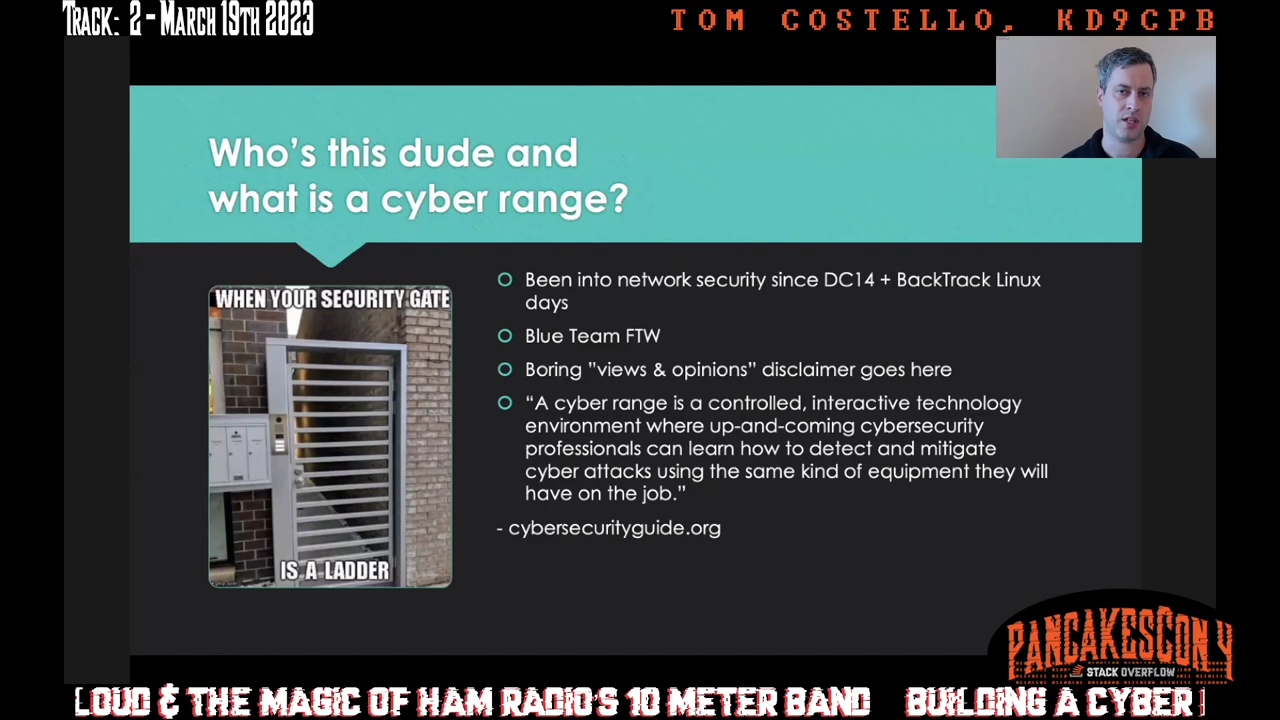 Track: 2 - March 19th 2023
TOM COSTELLO, KD9CPB
Who's this dude and
what is a cyber range?
WHEN YOUR SECURITY GATE
IS A LADDER
Been into network security since DC14 + BackTrack Linux
days
Blue Team FTW
Boring ”views & opinions” disclaimer goes here
“A cyber range is a controlled, interactive technology
environment where up-and-coming cybersecurity
professionals can learn how to detect and mitigate
cyber attacks using the same kind of equipment they will
have on the job.”
- cybersecurityguide.org
PANCAKESCON 4
STACK OVERFLOW
LOUD & THE MAGIC OF HAM RADIO'S 10 METER BAND BUILDING A CYBER